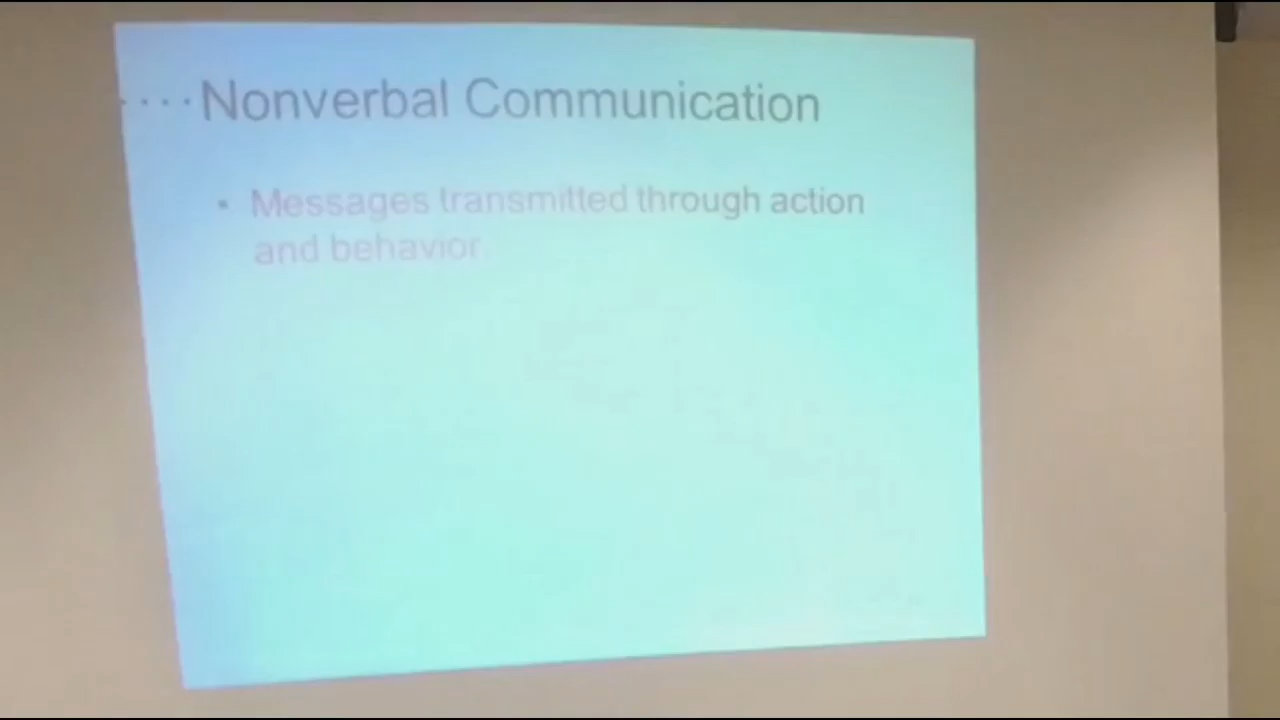 Nonverbal Communication
• Messages transmitted through action
and behavior.